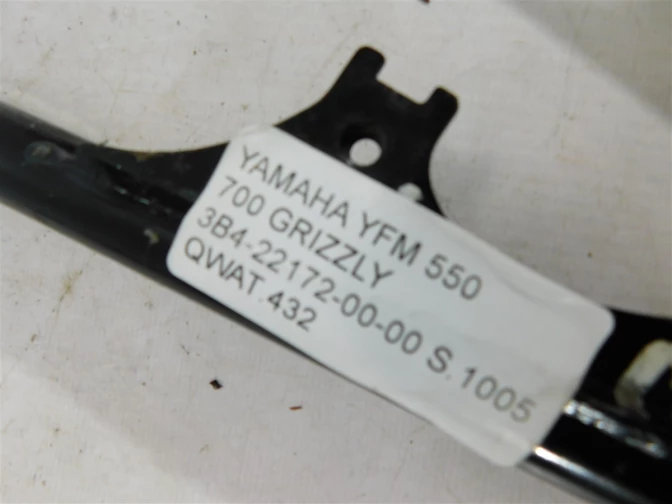 YAMAHA YFM 550
700 GRIZZLY
3B4-22172-00-00 S.1005
QWAT.432